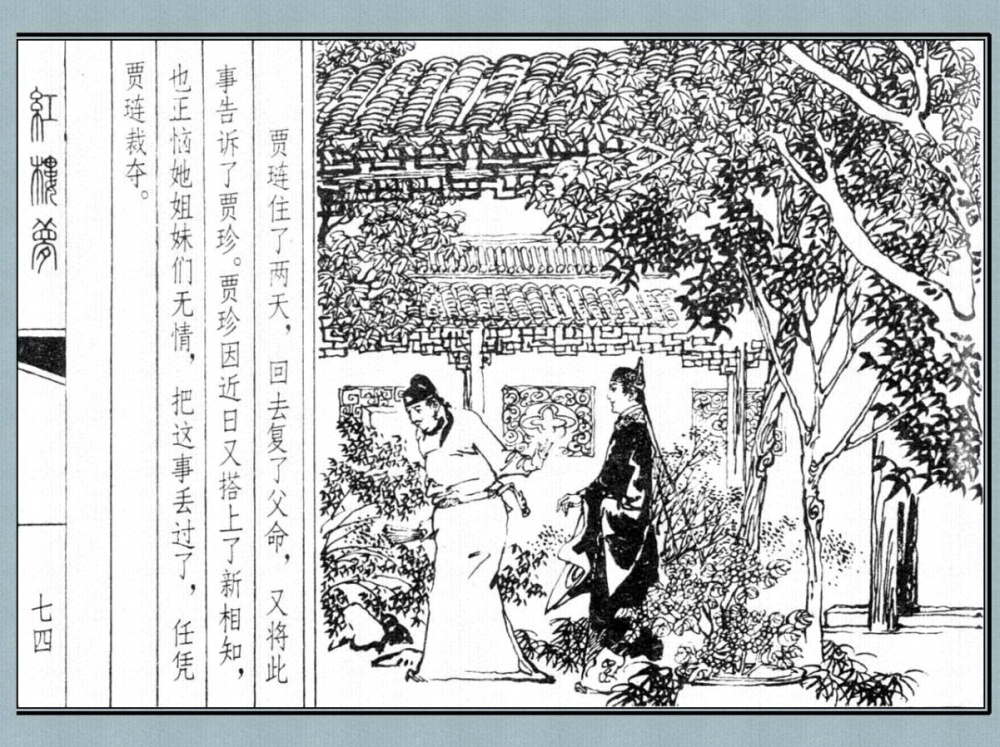 贾琏住了两天，回去复了父命，又将此
事告诉了贾珍。贾珍因近日又搭上了新相知，
也正恼她姐妹们无情，把这事丢过了，任凭
贾琏裁夺。
紅樓夢
七四